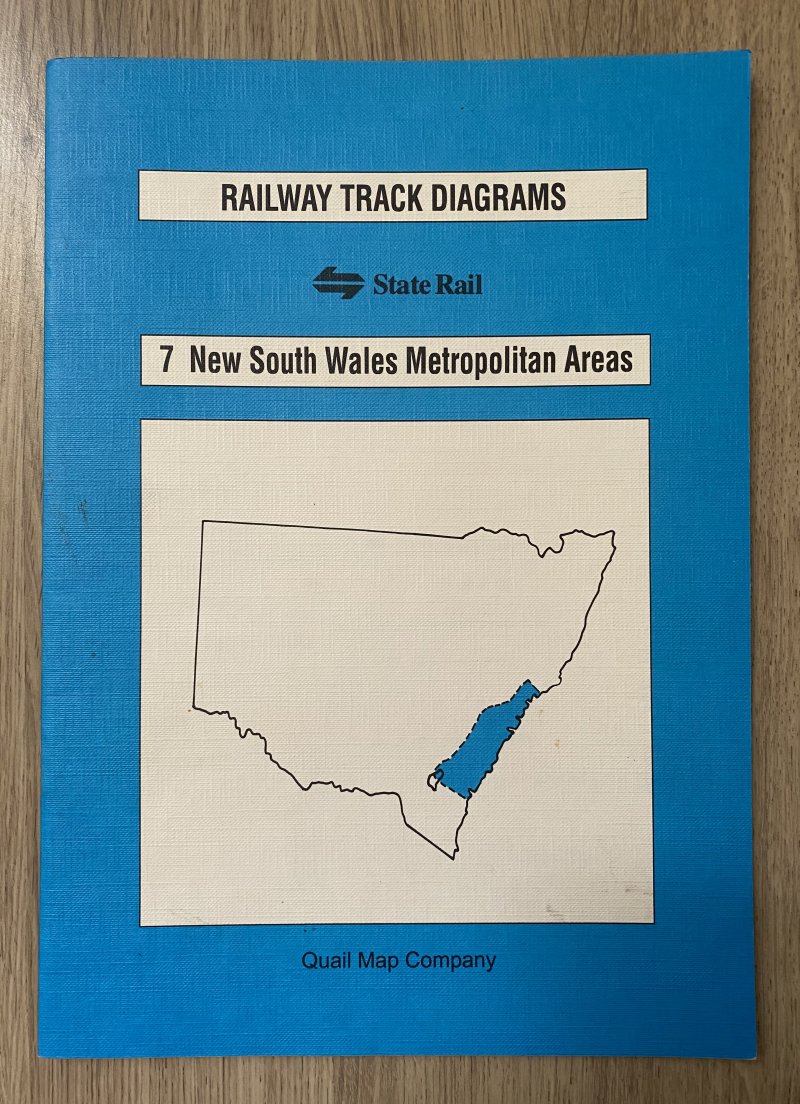 RAILWAY TRACK DIAGRAMS
State Rail
7 New South Wales Metropolitan Areas
Quail Map Company